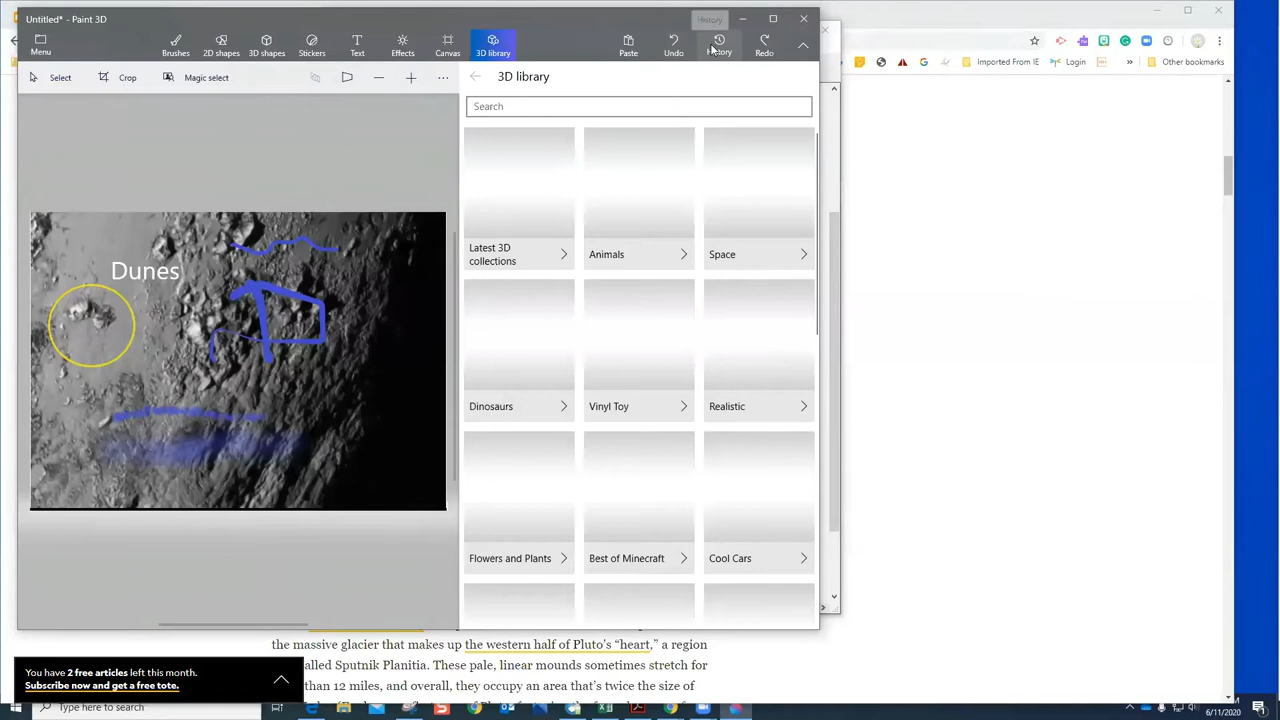 Untitled* - Paint 3D
History
Menu
Brushes
2D shapes
3D shapes
Stickers
Text
Effects
Canvas
3D library
Paste
Undo
History
Redo
Imported From IE
Login
Other bookmarks
Select
Crop
Magic select
3D library
Search
Latest 3D
collections
Animals
Space
Dunes
Dinosaurs
Vinyl Toy
Realistic
Flowers and Plants
Best of Minecraft
Cool Cars
the massive glacier that makes up the western half of Pluto's “heart,” a region
alled Sputnik Planitia. These pale, linear mounds sometimes stretch for
than 12 miles, and overall, they occupy an area that's twice the size of
You have 2 free articles left this month.
Subscribe now and get a free tote.
Type here to search
6/11/2020